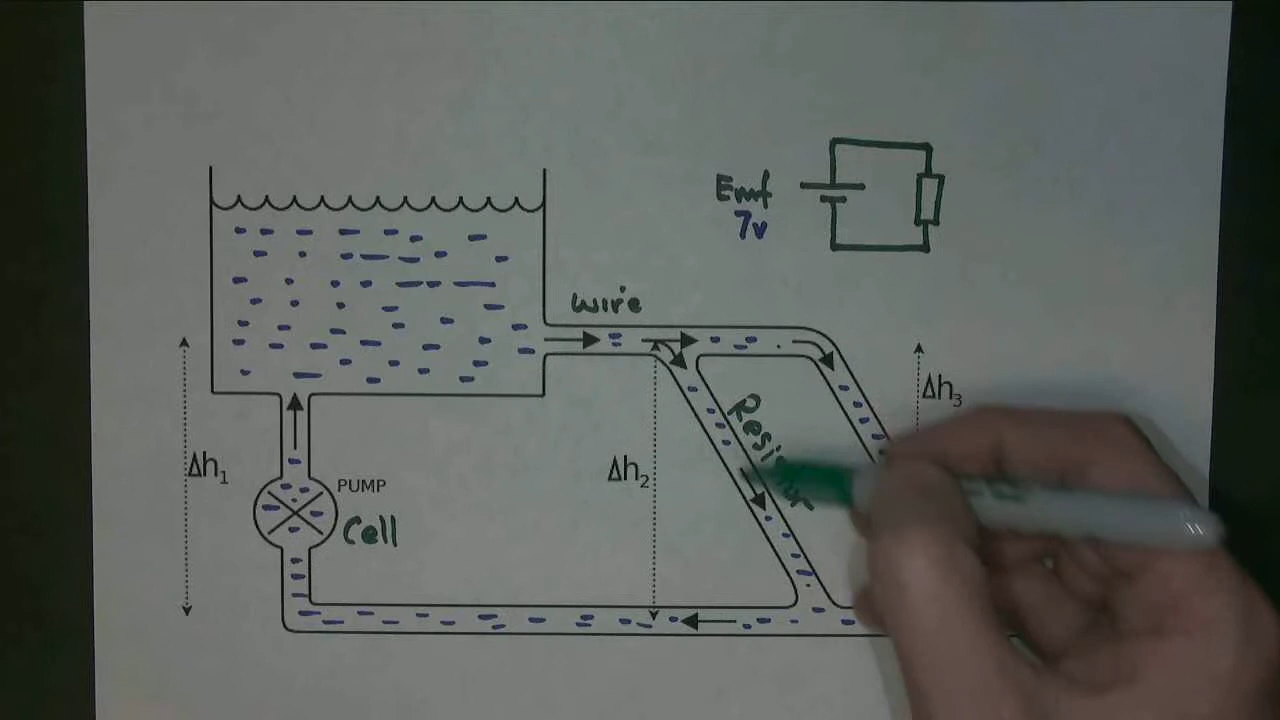 Emf
7v
wire
Δh₃
Δh₁
Δh₂
PUMP
Cell